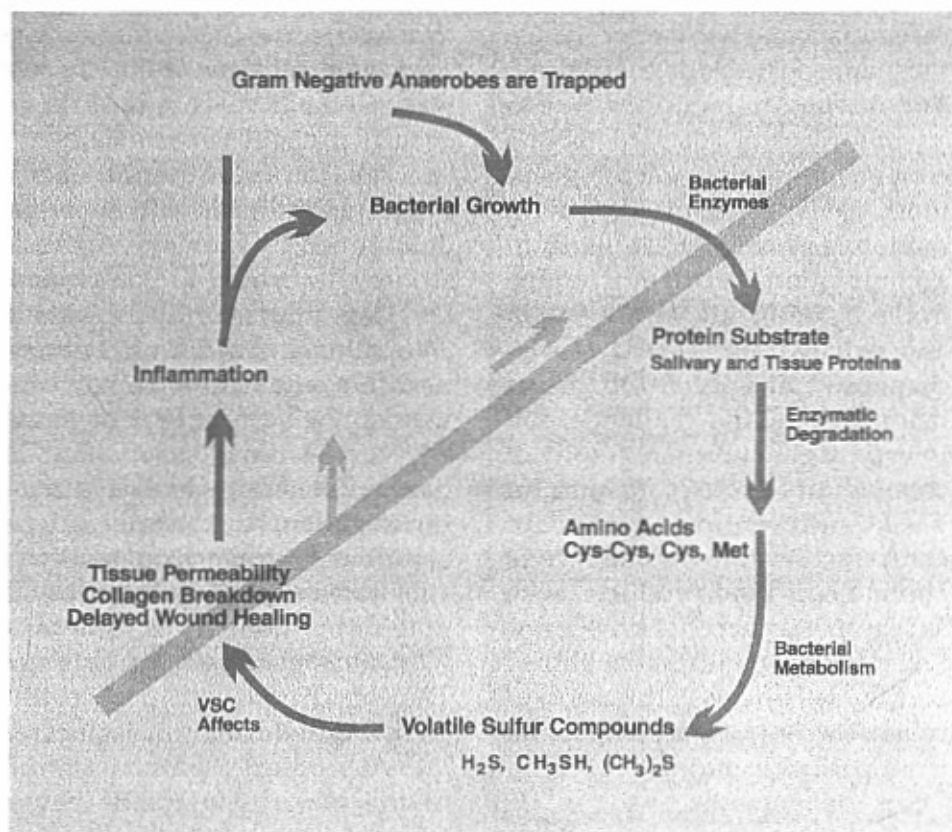 Gram Negative Anaerobes are Trapped
Bacterial Growth
Bacterial
Enzymes
Protein Substrate
Salivary and Tissue Proteins
Inflammation
Enzymatic
Degradation
Amino Acids
Cys-Cys, Cys, Met
Tissue Permeability
Collagen Breakdown
Delayed Wound Healing
Bacterial
Metabolism
VSC
Affects
Volatile Sulfur Compounds
H₂S, CH₃SH, (CH₃)₂S